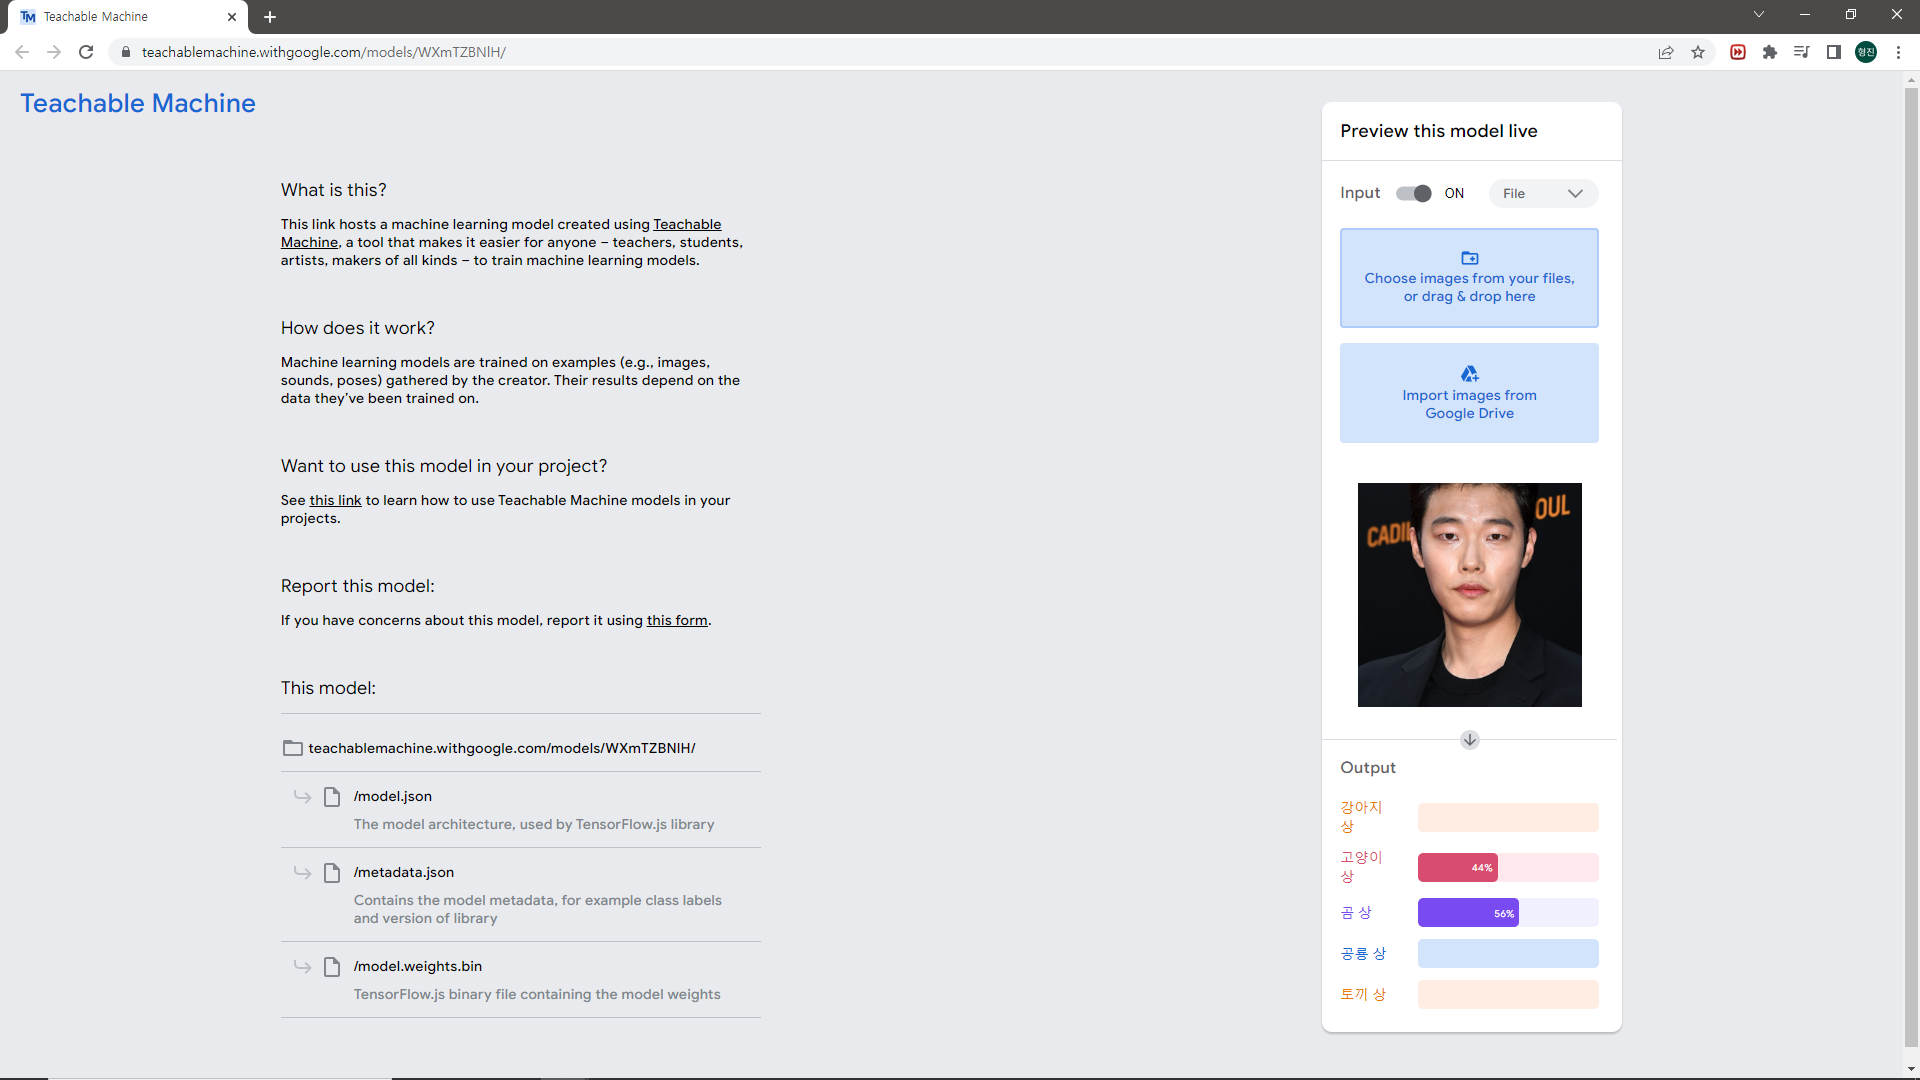 Teachable Machine
teachablemachine.withgoogle.com/models/WXmTZBNlH/
형진
Teachable Machine
What is this?
This link hosts a machine learning model created using Teachable
Machine, a tool that makes it easier for anyone – teachers, students,
artists, makers of all kinds – to train machine learning models.
How does it work?
Machine learning models are trained on examples (e.g., images,
sounds, poses) gathered by the creator. Their results depend on the
data they’ve been trained on.
Want to use this model in your project?
See this link to learn how to use Teachable Machine models in your
projects.
Report this model:
If you have concerns about this model, report it using this form.
This model:
teachablemachine.withgoogle.com/models/WXmTZBNlH/
/model.json
The model architecture, used by TensorFlow.js library
/metadata.json
Contains the model metadata, for example class labels
and version of library
/model.weights.bin
TensorFlow.js binary file containing the model weights
Preview this model live
Input ON File
Choose images from your files,
or drag & drop here
Import images from
Google Drive
CADIL OUL
Output
강아지
상
고양이
상
44%
곰 상
56%
공룡 상
토끼 상